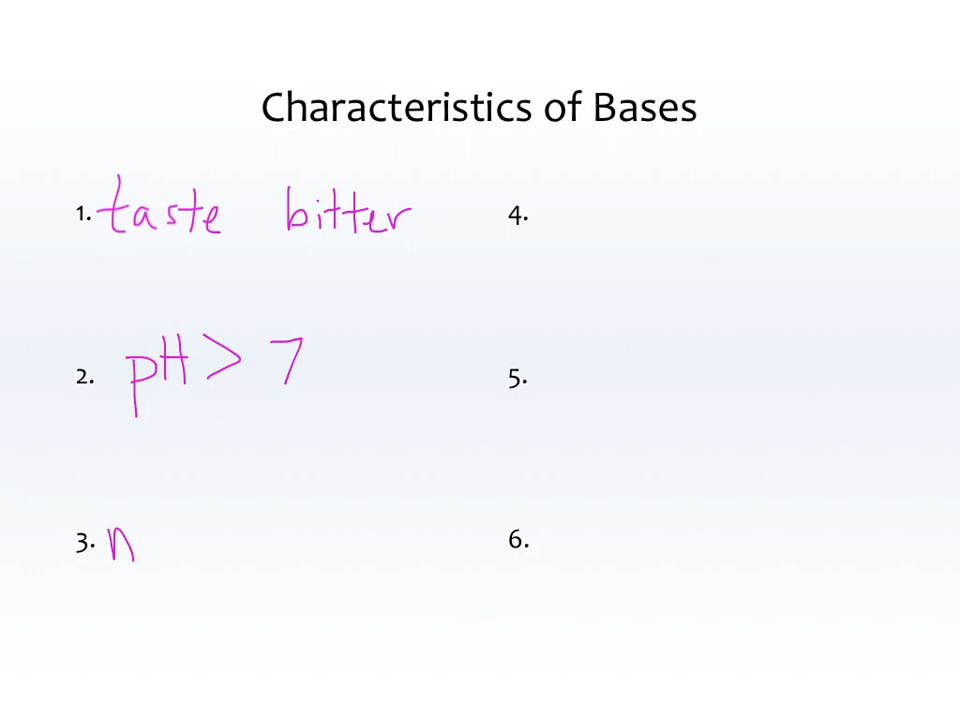 Characteristics of Bases
1. taste bitter
2. pH > 7
3. n
4.
5.
6.